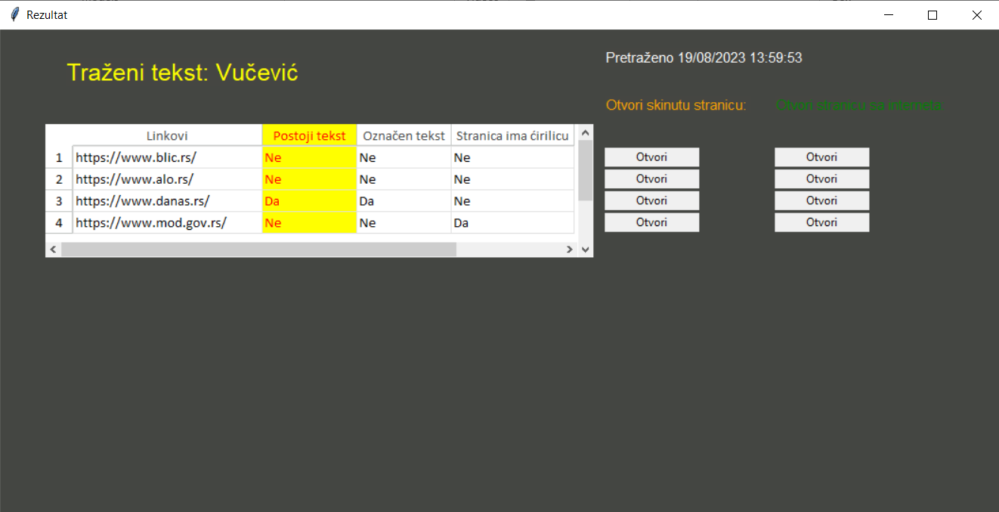 Rezultat
Pretraženo 19/08/2023 13:59:53
Traženi tekst: Vučević
Otvori skinutu stranicu: Otvori stranicu sa interneta:
Linkovi Postoji tekst Označen tekst Stranica ima ćirilicu
1 https://www.blic.rs/ Ne Ne Ne Otvori Otvori
2 https://www.alo.rs/ Ne Ne Ne Otvori Otvori
3 https://www.danas.rs/ Da Da Ne Otvori Otvori
4 https://www.mod.gov.rs/ Ne Ne Da Otvori Otvori